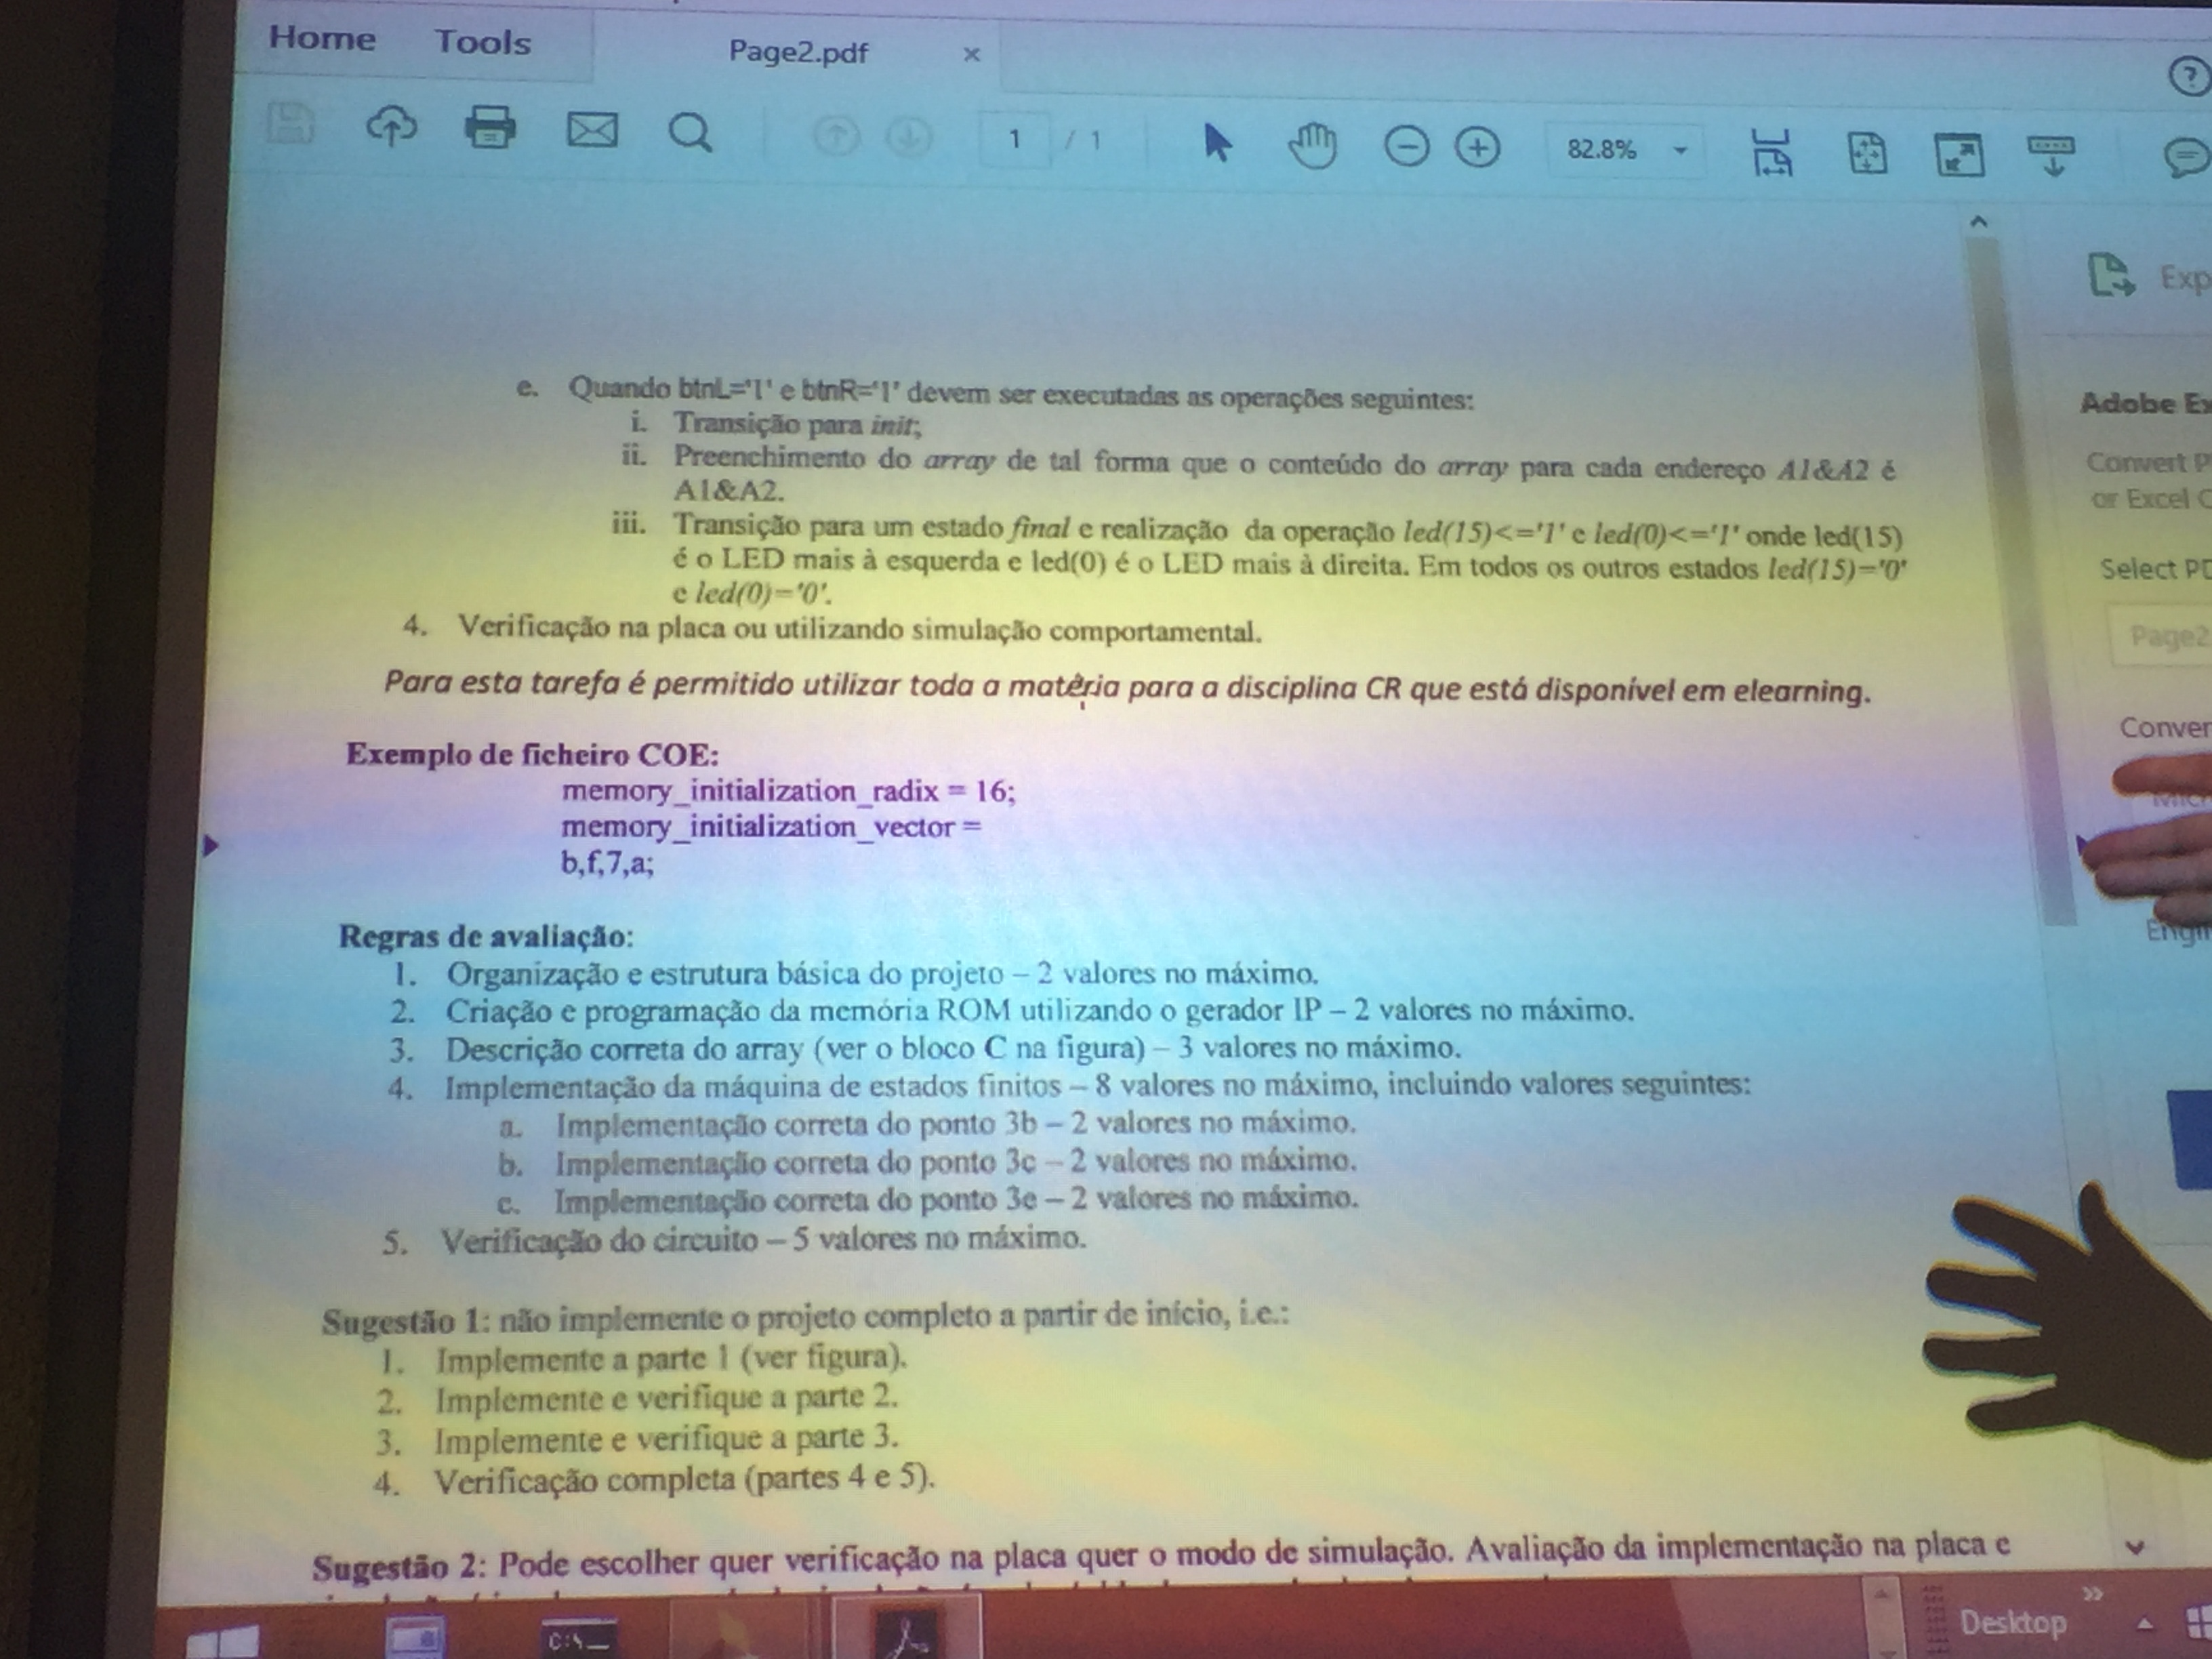 Home Tools Page2.pdf ×
1 / 1 82.8%
Exp
e. Quando btnL='1' e btnR='1' devem ser executadas as operações seguintes:
Adobe Ex
i. Transição para init;
ii. Preenchimento do array de tal forma que o conteúdo do array para cada endereço A1&A2 é
Convert P
A1&A2.
or Excel O
iii. Transição para um estado final e realização da operação led(15)<='1' e led(0)<='1' onde led(15)
é o LED mais à esquerda e led(0) é o LED mais à direita. Em todos os outros estados led(15)='0'
Select PD
e led(0)='0'.
4. Verificação na placa ou utilizando simulação comportamental.
Page2
Para esta tarefa é permitido utilizar toda a matéria para a disciplina CR que está disponível em elearning.
Conver
Exemplo de ficheiro COE:
memory_initialization_radix = 16;
memory_initialization_vector =
b,f,7,a;
Regras de avaliação:
1. Organização e estrutura básica do projeto – 2 valores no máximo.
2. Criação e programação da memória ROM utilizando o gerador IP – 2 valores no máximo.
3. Descrição correta do array (ver o bloco C na figura) – 3 valores no máximo.
4. Implementação da máquina de estados finitos – 8 valores no máximo, incluindo valores seguintes:
a. Implementação correta do ponto 3b – 2 valores no máximo.
b. Implementação correta do ponto 3c – 2 valores no máximo.
c. Implementação correta do ponto 3e – 2 valores no máximo.
5. Verificação do circuito – 5 valores no máximo.
Sugestão 1: não implemente o projeto completo a partir de início, i.e.:
1. Implemente a parte 1 (ver figura).
2. Implemente e verifique a parte 2.
3. Implemente e verifique a parte 3.
4. Verificação completa (partes 4 e 5).
Sugestão 2: Pode escolher quer verificação na placa quer o modo de simulação. Avaliação da implementação na placa e
C:\_
Desktop